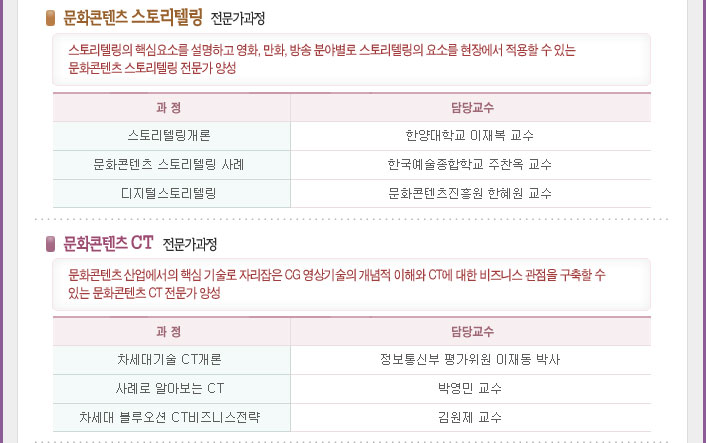 문화콘텐츠 스토리텔링 전문가과정
스토리텔링의 핵심요소를 설명하고 영화, 만화, 방송 분야별로 스토리텔링의 요소를 현장에서 적용할 수 있는
문화콘텐츠 스토리텔링 전문가 양성
과 정 담당교수
스토리텔링개론 한양대학교 이재복 교수
문화콘텐츠 스토리텔링 사례 한국예술종합학교 주찬옥 교수
디지털스토리텔링 문화콘텐츠진흥원 한혜원 교수
문화콘텐츠 CT 전문가과정
문화콘텐츠 산업에서의 핵심 기술로 자리잡은 CG 영상기술의 개념적 이해와 CT에 대한 비즈니스 관점을 구축할 수
있는 문화콘텐츠 CT 전문가 양성
과 정 담당교수
차세대기술 CT개론 정보통신부 평가위원 이재동 박사
사례로 알아보는 CT 박영민 교수
차세대 블루오션 CT비즈니스전략 김원제 교수